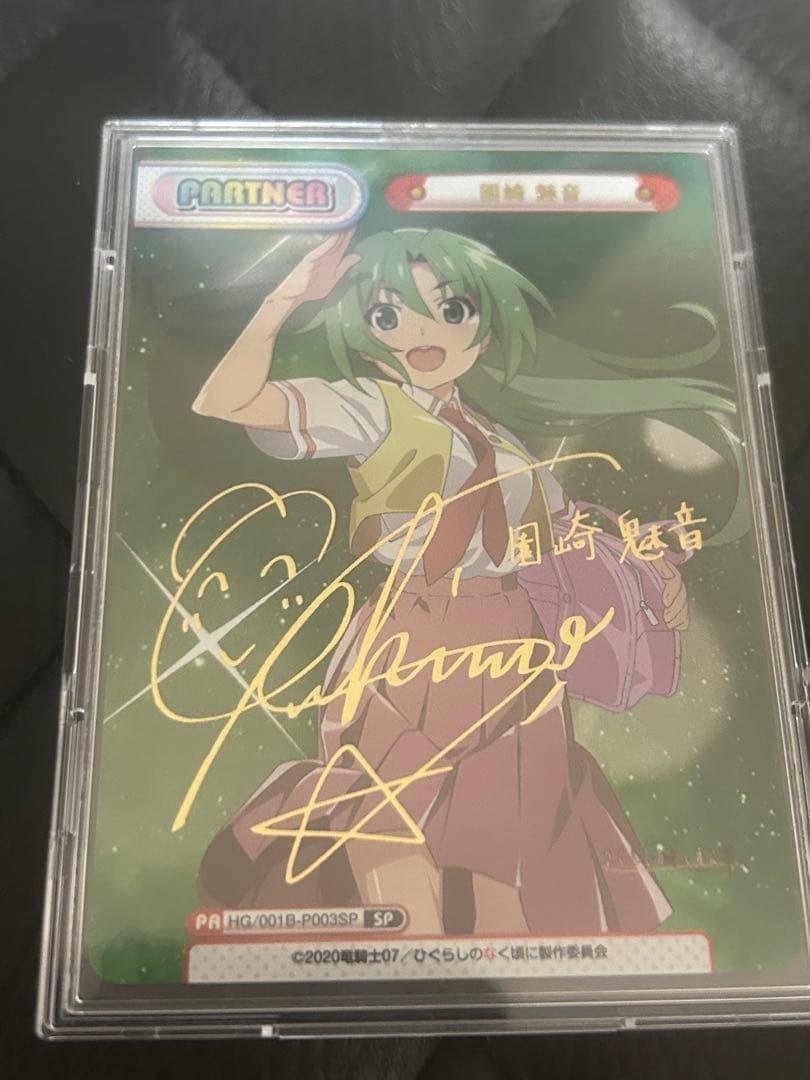 PARTNER
園崎 魅音
園崎 魅音
PA HG/001B-P003SP SP
©2020竜騎士07/ひぐらしのなく頃に製作委員会